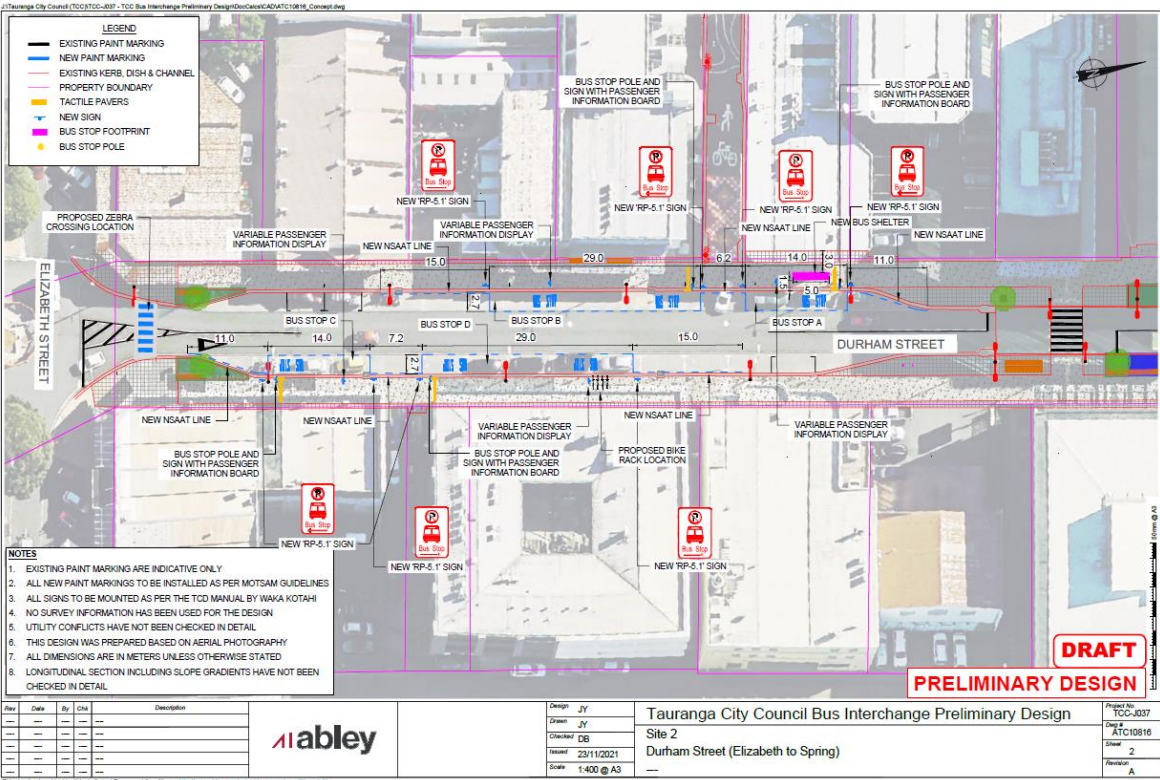 J:\Tauranga City Council (TCC)\TCC-J037 - TCC Bus Interchange Preliminary Design\DocCalcs\CAD\ATC10816_Concept.dwg
LEGEND
EXISTING PAINT MARKING
NEW PAINT MARKING
EXISTING KERB, DISH & CHANNEL
PROPERTY BOUNDARY
TACTILE PAVERS
NEW SIGN
BUS STOP FOOTPRINT
BUS STOP POLE
BUS STOP POLE AND
SIGN WITH PASSENGER
INFORMATION BOARD
BUS STOP POLE AND
SIGN WITH PASSENGER
INFORMATION BOARD
P
Bus Stop
P
Bus Stop
P
Bus Stop
P
Bus Stop
NEW 'RP-5.1' SIGN
NEW 'RP-5.1' SIGN
NEW 'RP-5.1' SIGN
NEW 'RP-5.1' SIGN
PROPOSED ZEBRA
CROSSING LOCATION
VARIABLE PASSENGER
INFORMATION DISPLAY
VARIABLE PASSENGER
INFORMATION DISPLAY
NEW NSAAT LINE
NEW NSAAT LINE
NEW BUS SHELTER
NEW NSAAT LINE
15.0
29.0
6.2
14.0
3.0
11.0
1.5
5.0
2.7
ELIZABETH STREET
BUS STOP C
BUS STOP D
BUS STOP B
BUS STOP A
11.0
14.0
7.2
29.0
15.0
2.7
DURHAM STREET
NEW NSAAT LINE
NEW NSAAT LINE
NEW NSAAT LINE
VARIABLE PASSENGER
INFORMATION DISPLAY
VARIABLE PASSENGER
INFORMATION DISPLAY
BUS STOP POLE AND
SIGN WITH PASSENGER
INFORMATION BOARD
BUS STOP POLE AND
SIGN WITH PASSENGER
INFORMATION BOARD
PROPOSED BIKE
RACK LOCATION
P
Bus Stop
P
Bus Stop
P
Bus Stop
NEW 'RP-5.1' SIGN
NEW 'RP-5.1' SIGN
NEW 'RP-5.1' SIGN
NOTES
1. EXISTING PAINT MARKING ARE INDICATIVE ONLY
2. ALL NEW PAINT MARKINGS TO BE INSTALLED AS PER MOTSAM GUIDELINES
3. ALL SIGNS TO BE MOUNTED AS PER THE TCD MANUAL BY WAKA KOTAHI
4. NO SURVEY INFORMATION HAS BEEN USED FOR THE DESIGN
5. UTILITY CONFLICTS HAVE NOT BEEN CHECKED IN DETAIL
6. THIS DESIGN WAS PREPARED BASED ON AERIAL PHOTOGRAPHY
7. ALL DIMENSIONS ARE IN METERS UNLESS OTHERWISE STATED
8. LONGITUDINAL SECTION INCLUDING SLOPE GRADIENTS HAVE NOT BEEN
CHECKED IN DETAIL
50mm @ A3
DRAFT
PRELIMINARY DESIGN
Rev Date By Chk Description
abley
Design JY
Drawn JY
Checked DB
Issued 23/11/2021
Scale 1:400 @ A3
Tauranga City Council Bus Interchange Preliminary Design
Site 2
Durham Street (Elizabeth to Spring)
Project No.
TCC-J037
Dwg #
ATC10816
Sheet
2
Revision
A